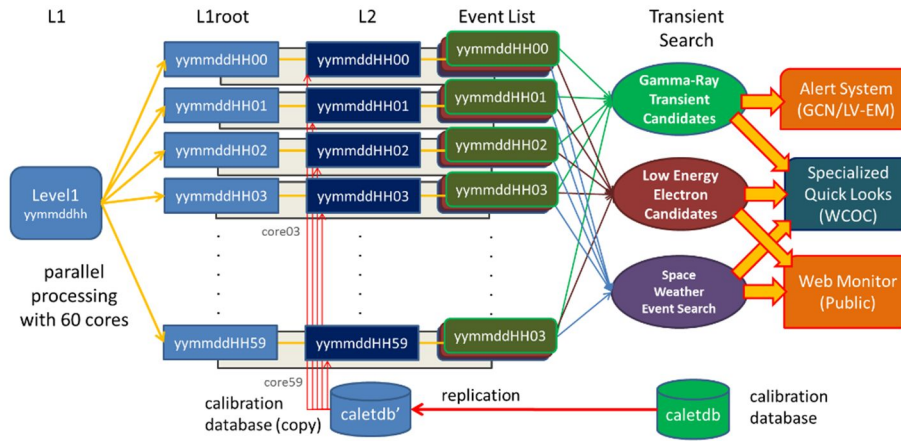 L1
L1root
L2
Event List
Transient
Search
yymmddHH00
yymmddHH00
yymmddHH00
yymmddHH01
yymmddHH01
yymmddHH01
yymmddHH02
yymmddHH02
yymmddHH02
yymmddHH03
yymmddHH03
yymmddHH03
Level1
yymmddhh
core03
parallel
processing
with 60 cores
yymmddHH59
yymmddHH59
yymmddHH03
core59
Gamma-Ray
Transient
Candidates
Low Energy
Electron
Candidates
Space
Weather
Event Search
Alert System
(GCN/LV-EM)
Specialized
Quick Looks
(WCOC)
Web Monitor
(Public)
calibration
database (copy)
caletdb’
replication
caletdb
calibration
database